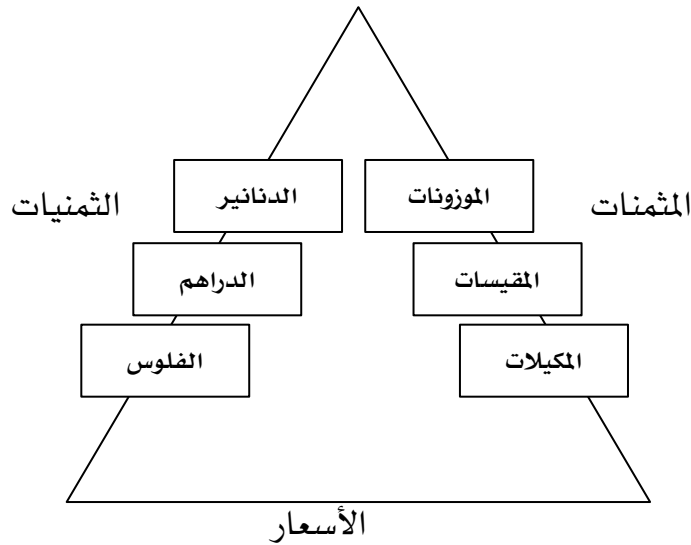 الموزونات
الدنانير
المثمنات
الثمنيات
المقيسات
الدراهم
المكيلات
الفلوس
الأسعار